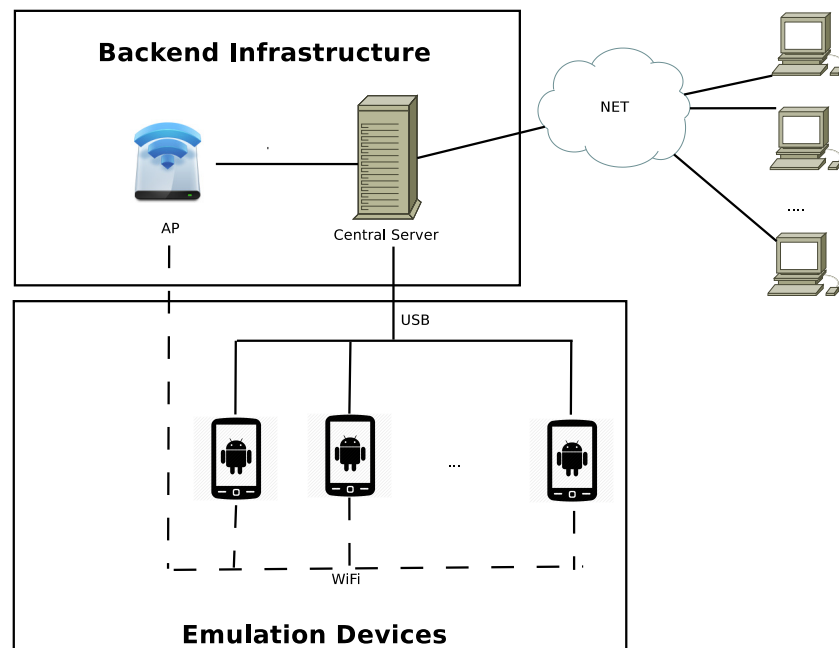 Backend Infrastructure
NET
AP
Central Server
....
USB
...
WiFi
Emulation Devices